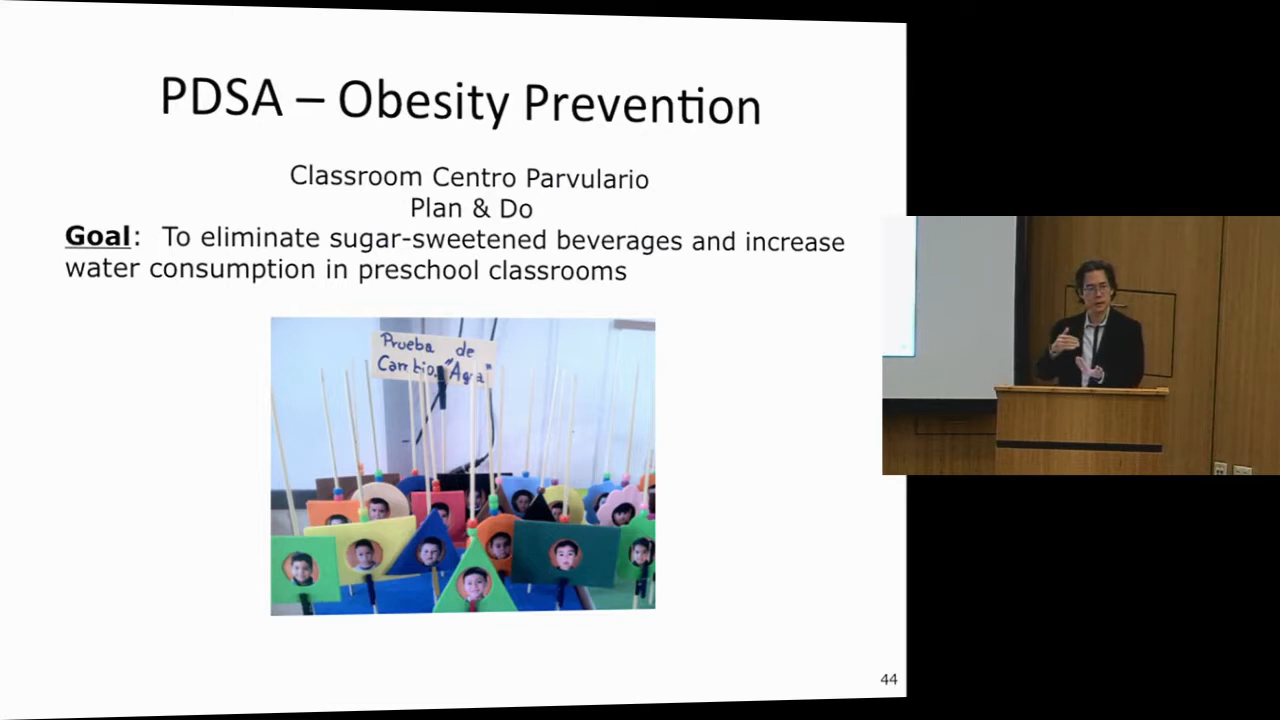 PDSA – Obesity Prevention
Classroom Centro Parvulario
Plan & Do
Goal: To eliminate sugar-sweetened beverages and increase
water consumption in preschool classrooms
Prueba de
Cambio. "Agua"
44